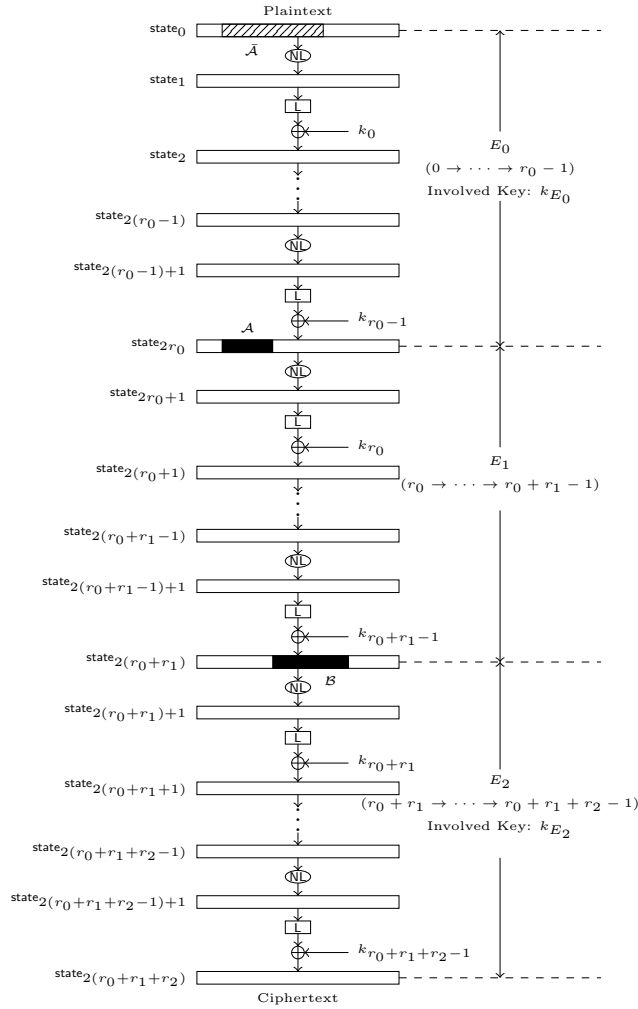 Plaintext
state0
Ā
NL
state1
L
k0
E0
state2
(0 → · · · → r0 − 1)
Involved Key: kE0
state2(r0−1)
NL
state2(r0−1)+1
L
kr0−1
A
state2r0
NL
state2r0+1
L
kr0
E1
state2(r0+1)
(r0 → · · · → r0 + r1 − 1)
state2(r0+r1−1)
NL
state2(r0+r1−1)+1
L
kr0+r1−1
state2(r0+r1)
NL
B
state2(r0+r1)+1
L
kr0+r1
E2
state2(r0+r1+1)
(r0 + r1 → · · · → r0 + r1 + r2 − 1)
Involved Key: kE2
state2(r0+r1+r2−1)
NL
state2(r0+r1+r2−1)+1
L
kr0+r1+r2−1
state2(r0+r1+r2)
Ciphertext